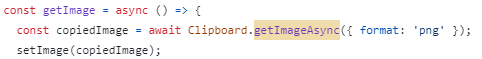 const getImage = async () => {
  const copiedImage = await Clipboard.getImageAsync({ format: 'png' });
  setImage(copiedImage);